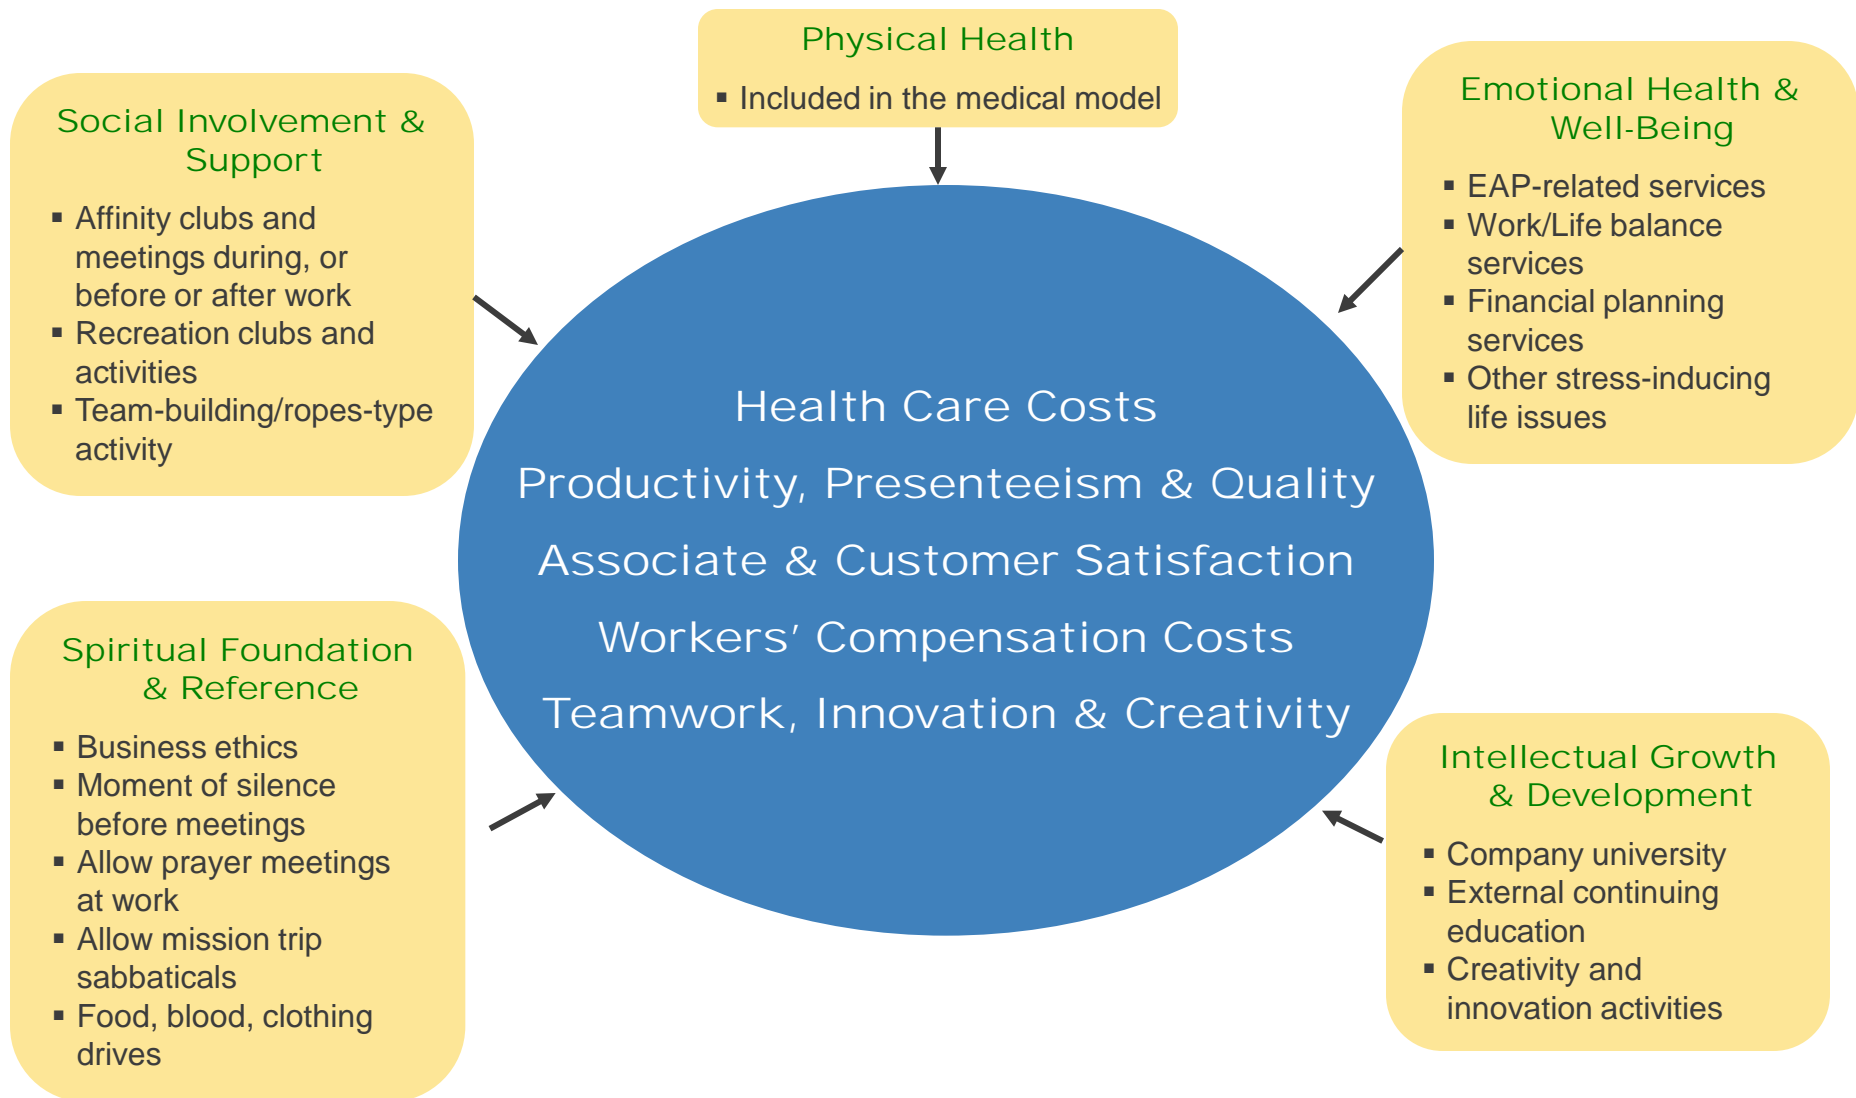 Physical Health
▪ Included in the medical model
Social Involvement &
Support
▪ Affinity clubs and
meetings during, or
before or after work
▪ Recreation clubs and
activities
▪ Team-building/ropes-type
activity
Emotional Health &
Well-Being
▪ EAP-related services
▪ Work/Life balance
services
▪ Financial planning
services
▪ Other stress-inducing
life issues
Health Care Costs
Productivity, Presenteeism & Quality
Associate & Customer Satisfaction
Workers’ Compensation Costs
Teamwork, Innovation & Creativity
Spiritual Foundation
& Reference
▪ Business ethics
▪ Moment of silence
before meetings
▪ Allow prayer meetings
at work
▪ Allow mission trip
sabbaticals
▪ Food, blood, clothing
drives
Intellectual Growth
& Development
▪ Company university
▪ External continuing
education
▪ Creativity and
innovation activities